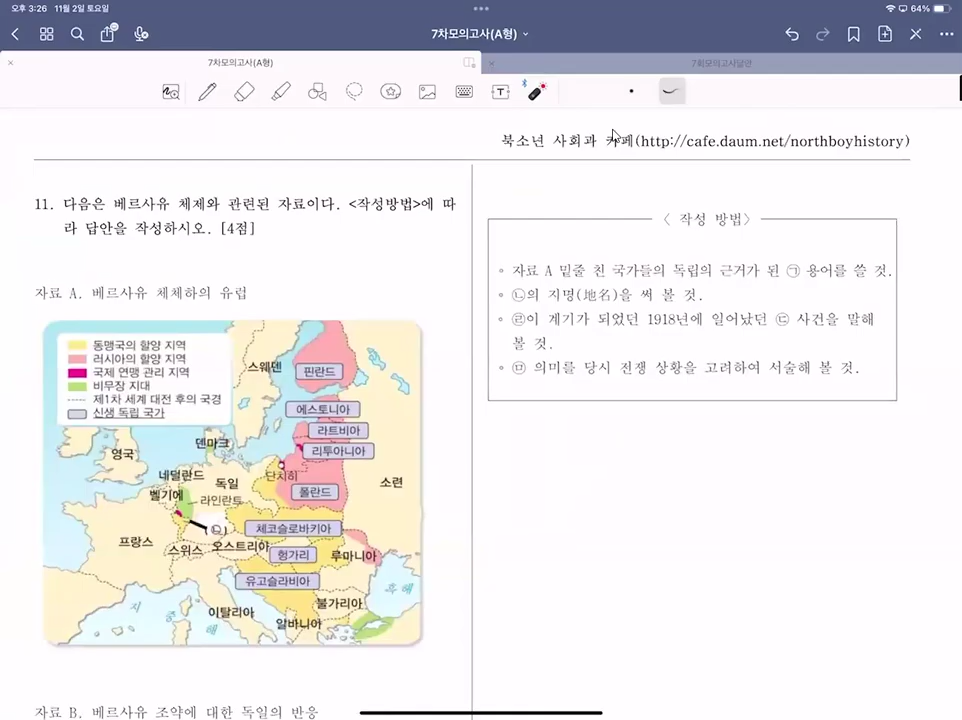 오후 3:26 11월 2일 토요일
64%
7차모의고사(A형)
7차모의고사(A형)
7회모의고사답안
북소년 사회과 카페(http://cafe.daum.net/northboyhistory)
11. 다음은 베르사유 체제와 관련된 자료이다. <작성방법>에 따
라 답안을 작성하시오. [4점]
자료 A. 베르사유 체체하의 유럽
동맹국의 할양 지역
러시아의 할양 지역
국제 연맹 관리 지역
비무장 지대
제1차 세계 대전 후의 국경
신생 독립 국가
스웨덴
핀란드
에스토니아
라트비아
리투아니아
덴마크
영국
네덜란드
독일
단치히
폴란드
소련
벨기에
라인란트
(㉡)
체코슬로바키아
프랑스
스위스
오스트리아
헝가리
루마니아
유고슬라비아
흑해
불가리아
이탈리아
알바니아
지중해
자료 B. 베르사유 조약에 대한 독일의 반응
〈 작성 방법〉
◦ 자료 A 밑줄 친 국가들의 독립의 근거가 된 ㉠ 용어를 쓸 것.
◦ ㉡의 지명(地名)을 써 볼 것.
◦ ㉣이 계기가 되었던 1918년에 일어났던 ㉢ 사건을 말해
볼 것.
◦ ㉤ 의미를 당시 전쟁 상황을 고려하여 서술해 볼 것.